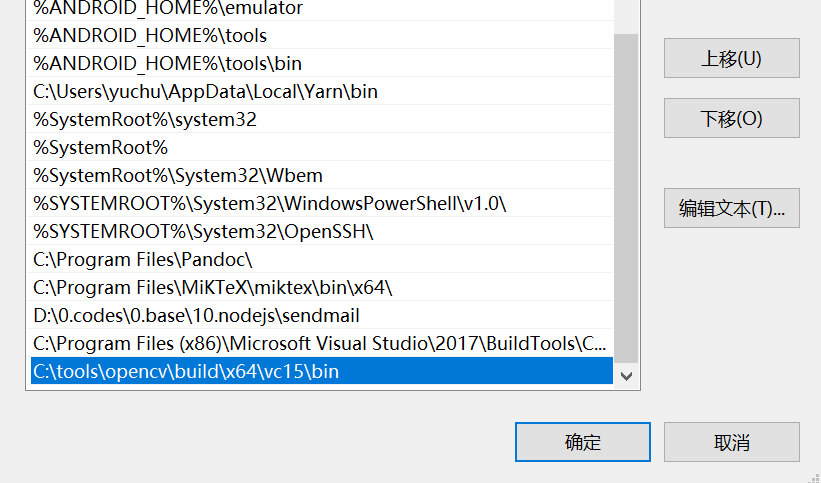 %ANDROID_HOME%\emulator
%ANDROID_HOME%\tools
%ANDROID_HOME%\tools\bin
C:\Users\yuchu\AppData\Local\Yarn\bin
%SystemRoot%\system32
%SystemRoot%
%SystemRoot%\System32\Wbem
%SYSTEMROOT%\System32\WindowsPowerShell\v1.0\
%SYSTEMROOT%\System32\OpenSSH\
C:\Program Files\Pandoc\
C:\Program Files\MiKTeX\miktex\bin\x64\
D:\0.codes\0.base\10.nodejs\sendmail
C:\Program Files (x86)\Microsoft Visual Studio\2017\BuildTools\C...
C:\tools\opencv\build\x64\vc15\bin
上移(U)
下移(O)
编辑文本(T)...
确定
取消